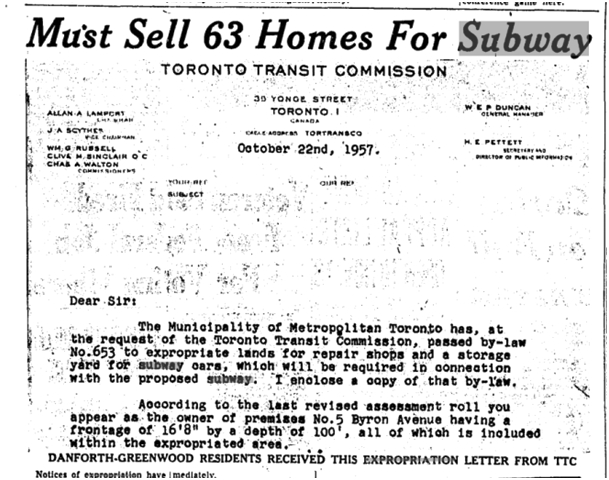 Must Sell 63 Homes For Subway
TORONTO TRANSIT COMMISSION
39 YONGE STREET
TORONTO 1
CANADA
CABLE ADDRESS TORTRANSCO
October 22nd, 1957.
ALLAN A LAMPORT
CHAIRMAN
J A SCYTHES
VICE CHAIRMAN
WM. G. RUSSELL
CLIVE M. SINCLAIR Q C
CHAS A. WALTON
COMMISSIONERS
W. E P DUNCAN
GENERAL MANAGER
H. E PETTETT
SECRETARY AND
DIRECTOR OF PUBLIC INFORMATION
YOUR REF
OUR REF
SUBJECT
Dear Sir:
The Municipality of Metropolitan Toronto has, at
the request of the Toronto Transit Commission, passed by-law
No.653 to expropriate lands for repair shops and a storage
yard for subway cars, which will be required in connection
with the proposed subway. I enclose a copy of that by-law.
According to the last revised assessment roll you
appear as the owner of premises No.5 Byron Avenue having a
frontage of 16'8" by a depth of 100', all of which is included
within the expropriated area.
DANFORTH-GREENWOOD RESIDENTS RECEIVED THIS EXPROPRIATION LETTER FROM TTC
Notices of expropriation have mediately.